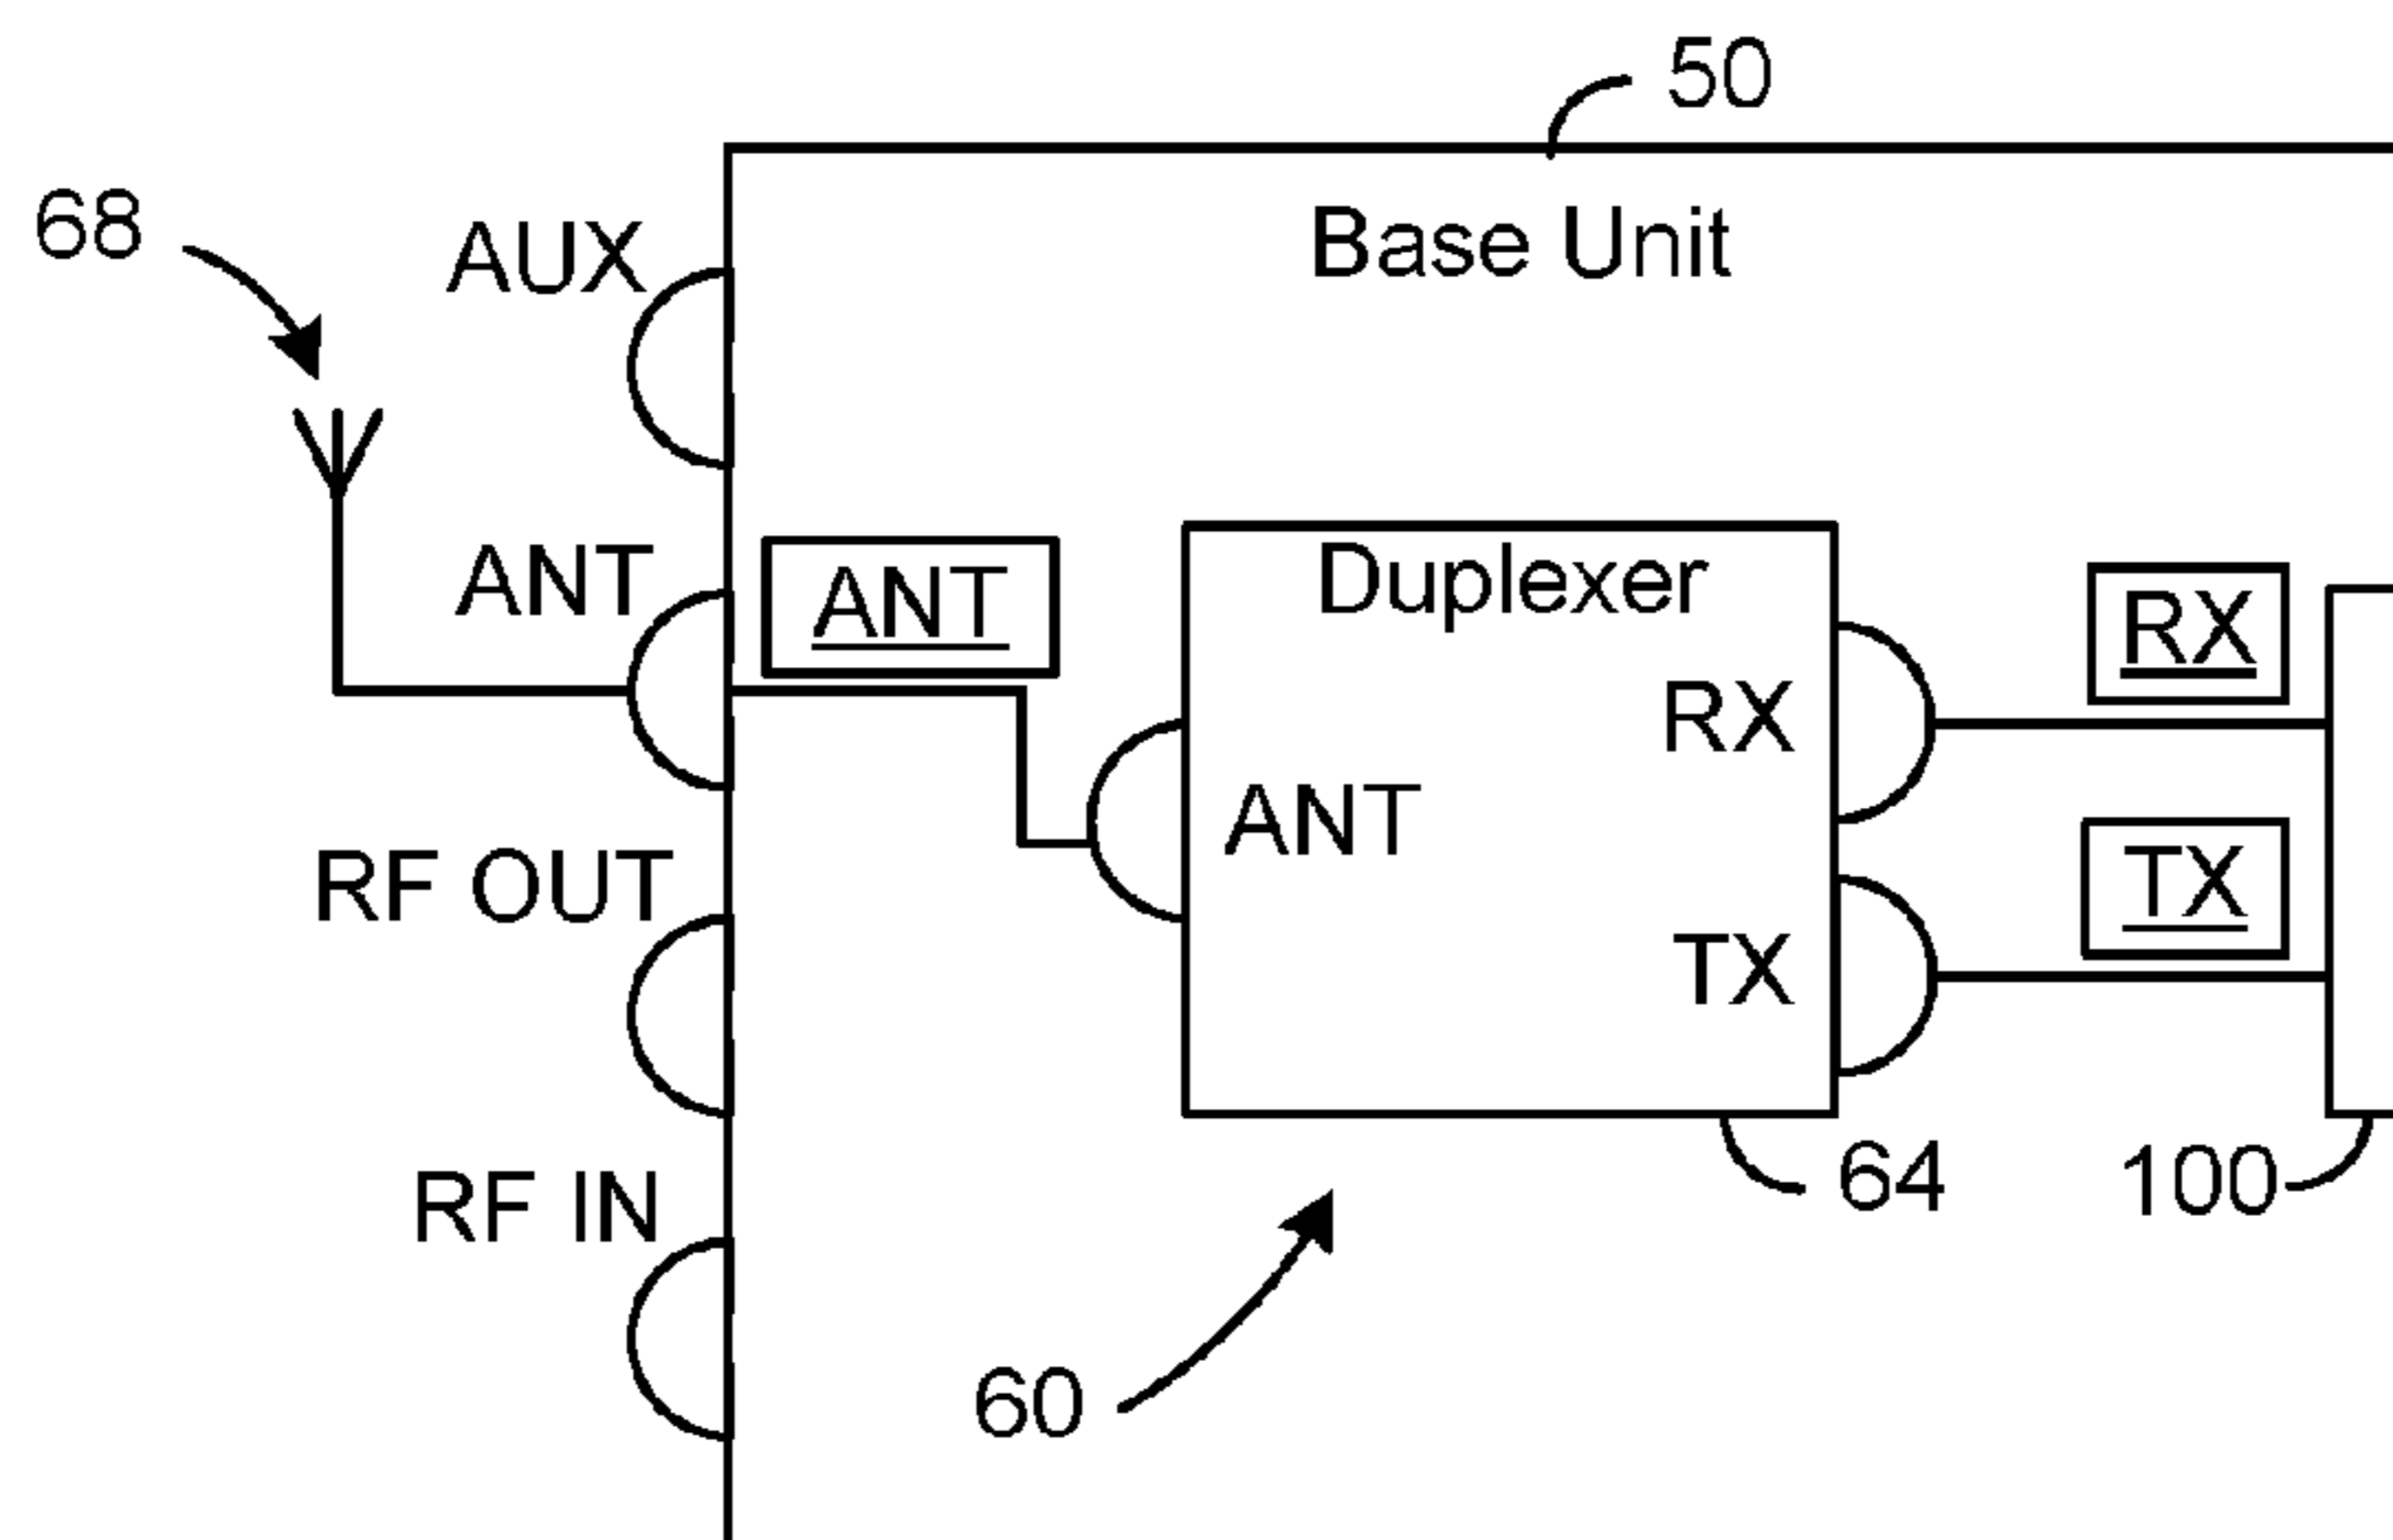 50
Base Unit
68
AUX
ANT
ANT
Duplexer
RX
RX
ANT
RF OUT
TX
TX
RF IN
64
100
60